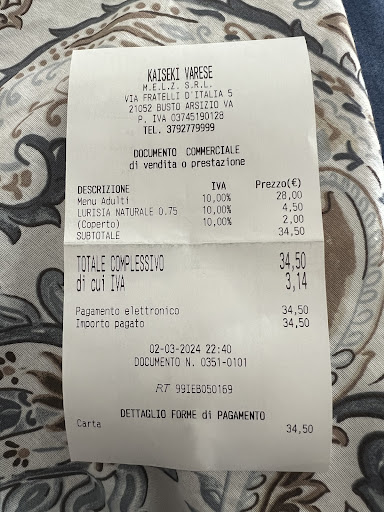 KAISEKI VARESE
M.E.L.Z. S.R.L.
VIA FRATELLI D'ITALIA 5
21052 BUSTO ARSIZIO VA
P. IVA 03745190128
TEL. 3792779999
DOCUMENTO COMMERCIALE
di vendita o prestazione
DESCRIZIONE IVA Prezzo(€)
Menu Adulti 10,00% 28,00
LURISIA NATURALE 0.75 10,00% 4,50
(Coperto) 10,00% 2,00
SUBTOTALE 34,50
TOTALE COMPLESSIVO 34,50
di cui IVA 3,14
Pagamento elettronico 34,50
Importo pagato 34,50
02-03-2024 22:40
DOCUMENTO N. 0351-0101
RT 99IEB050169
DETTAGLIO FORME di PAGAMENTO
Carta 34,50